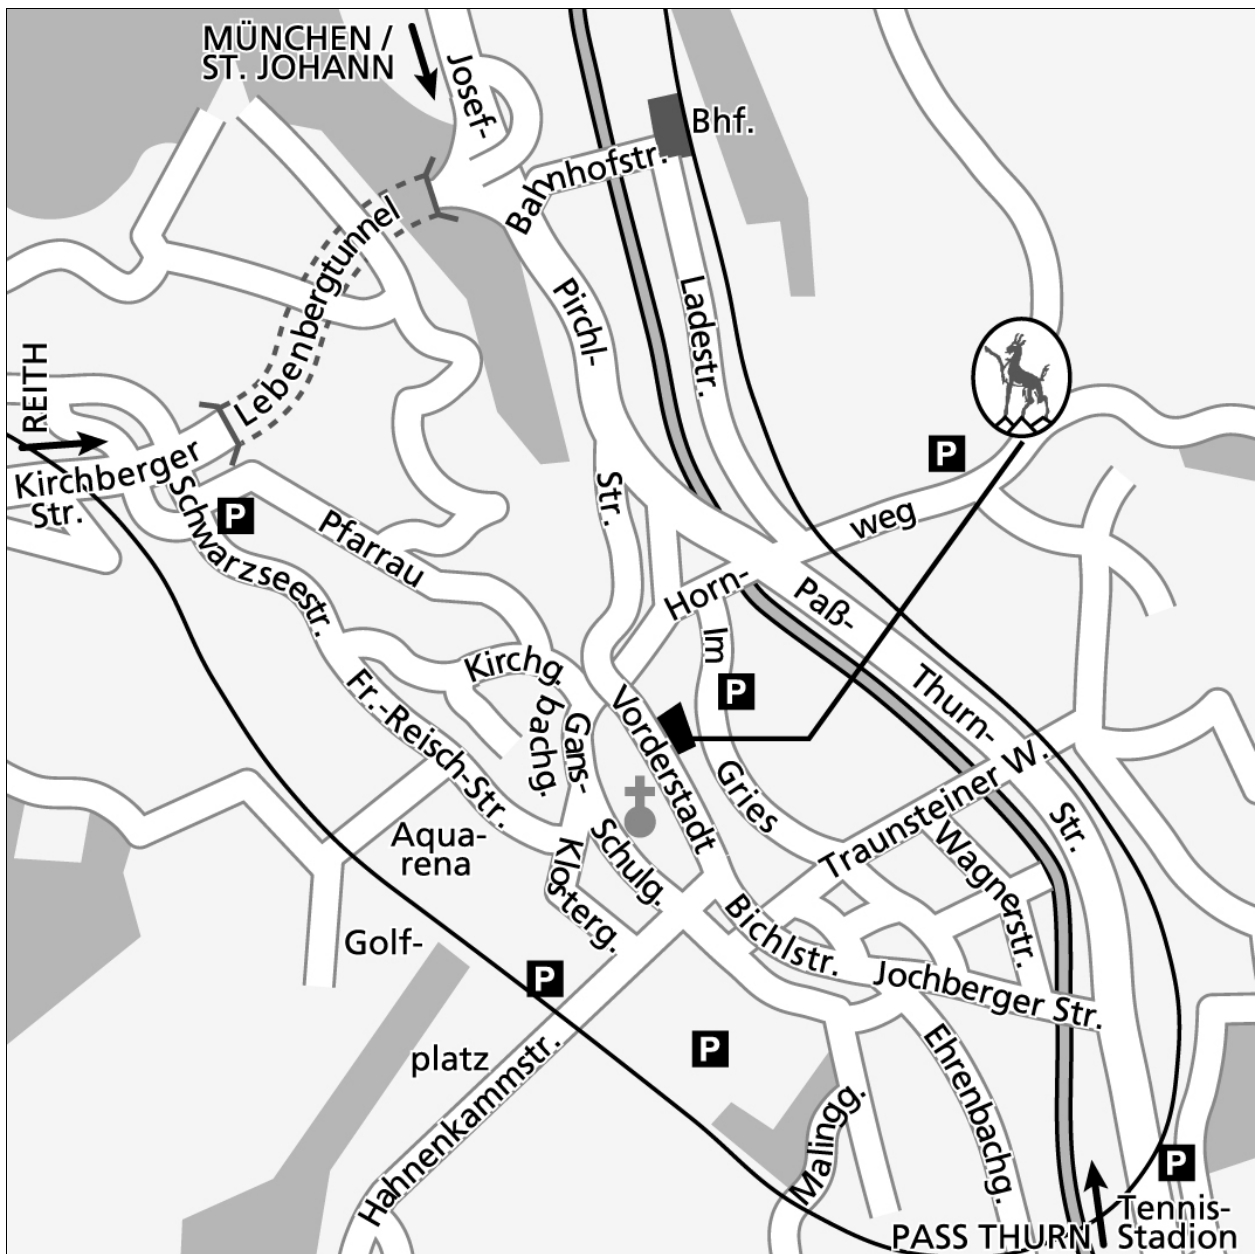 MÜNCHEN /
ST. JOHANN
Josef-
Bhf.
Bahnhofstr.
Lebenbergtunnel
Pirchl-
Str.
Ladestr.
REITH
Kirchberger
Str.
P
Schwarzseestr.
P
Pfarrau
weg
Horn-
Paß-
Thurn-
Str.
Im
P
Gries
Kirchg.
bachg.
Gans-
Vorderstadt
Fr.-Reisch-Str.
Traunsteiner W.
Wagnerstr.
Aqua-
rena
Klosterg.
Schulg.
Bichlstr.
Jochberger Str.
Golf-
platz
P
P
Hahnenkammstr.
Ehrenbachg.
Malingg.
P
PASS THURN
Tennis-
Stadion